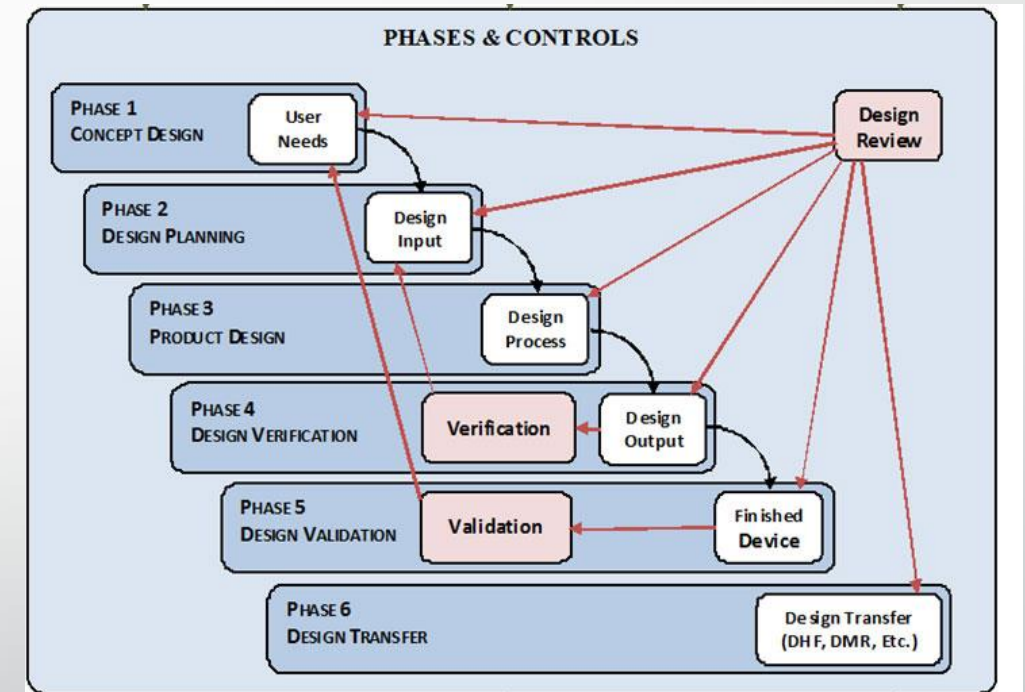 PHASES & CONTROLS
PHASE 1
CONCEPT DESIGN
User
Needs
Design
Review
PHASE 2
DESIGN PLANNING
Design
Input
PHASE 3
PRODUCT DESIGN
Design
Process
PHASE 4
DESIGN VERIFICATION
Verification
Design
Output
PHASE 5
DESIGN VALIDATION
Validation
Finished
Device
PHASE 6
DESIGN TRANSFER
Design Transfer
(DHF, DMR, Etc.)